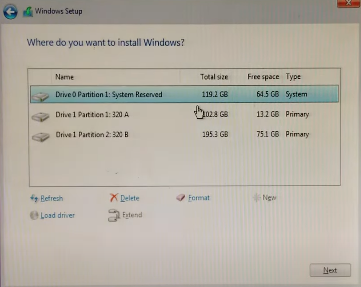 Windows Setup
Where do you want to install Windows?
Name Total size Free space Type
Drive 0 Partition 1: System Reserved 119.2 GB 64.5 GB System
Drive 1 Partition 1: 320 A 102.8 GB 13.2 GB Primary
Drive 1 Partition 2: 320 B 195.3 GB 75.1 GB Primary
Refresh Delete Format New
Load driver Extend
Next